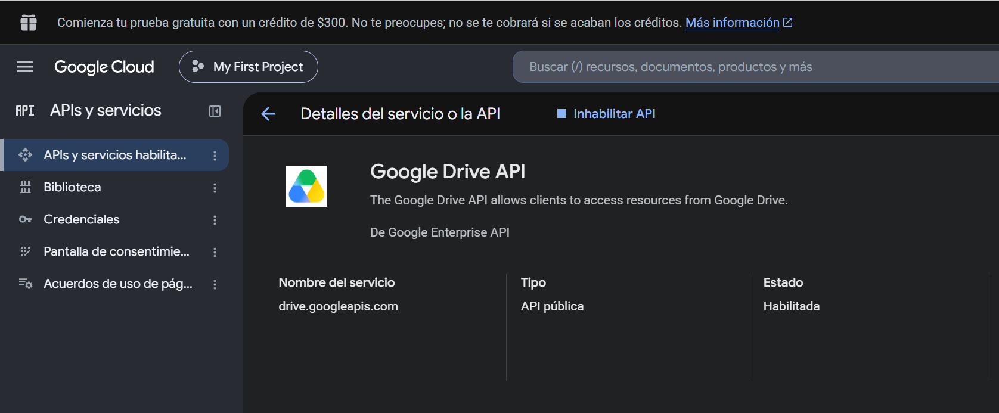 Comienza tu prueba gratuita con un crédito de $300. No te preocupes; no se te cobrará si se acaban los créditos. Más información
Google Cloud
My First Project
Buscar (/) recursos, documentos, productos y más
API APIs y servicios
Detalles del servicio o la API
Inhabilitar API
APIs y servicios habilita...
Biblioteca
Credenciales
Pantalla de consentimie...
Acuerdos de uso de pág...
Google Drive API
The Google Drive API allows clients to access resources from Google Drive.
De Google Enterprise API
Nombre del servicio
drive.googleapis.com
Tipo
API pública
Estado
Habilitada